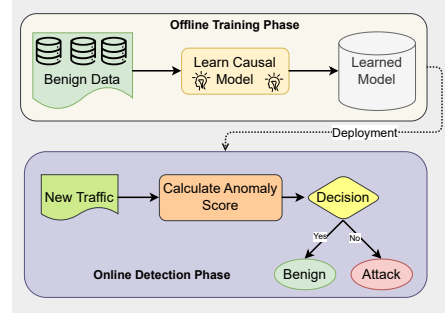 Offline Training Phase
Benign Data
Learn Causal
Model
Learned
Model
Deployment
New Traffic
Calculate Anomaly
Score
Decision
Yes
No
Benign
Attack
Online Detection Phase